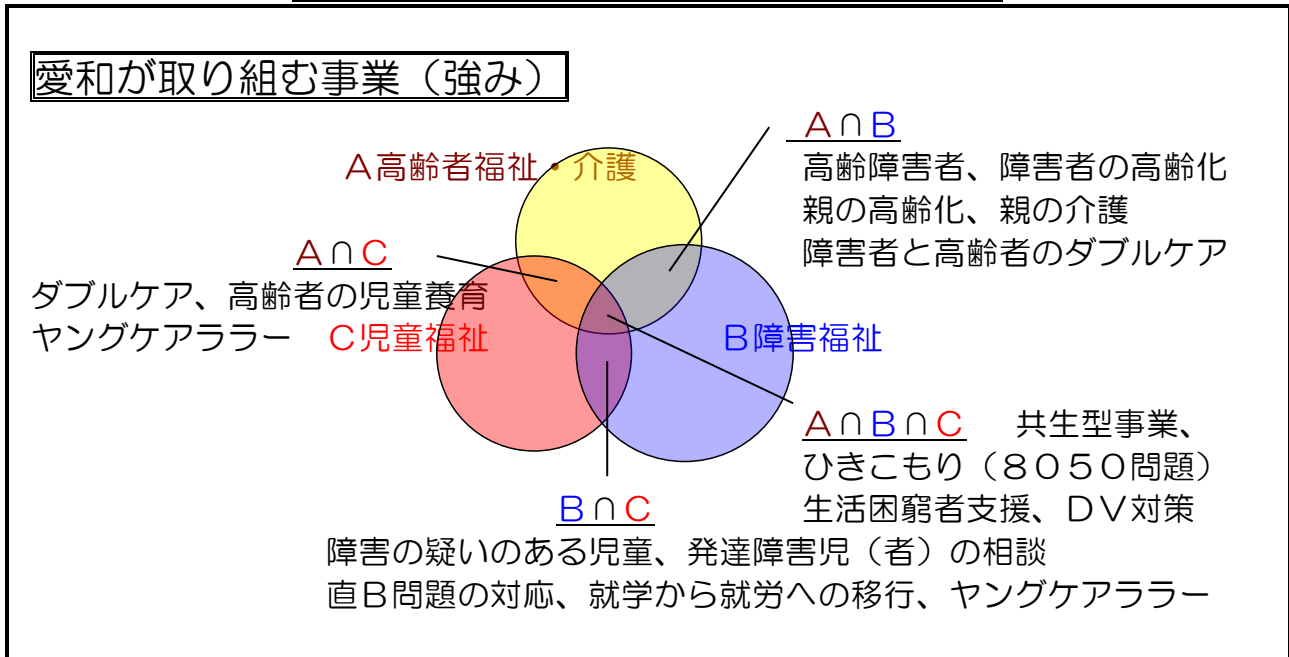 愛和が取り組む事業（強み）
A∩B
A高齢者福祉・介護
高齢障害者、障害者の高齢化
親の高齢化、親の介護
障害者と高齢者のダブルケア
A∩C
ダブルケア、高齢者の児童養育
ヤングケアララー
C児童福祉
B障害福祉
A∩B∩C　共生型事業、
ひきこもり（８０５０問題）
生活困窮者支援、ＤＶ対策
B∩C
障害の疑いのある児童、発達障害児（者）の相談
直Ｂ問題の対応、就学から就労への移行、ヤングケアララー